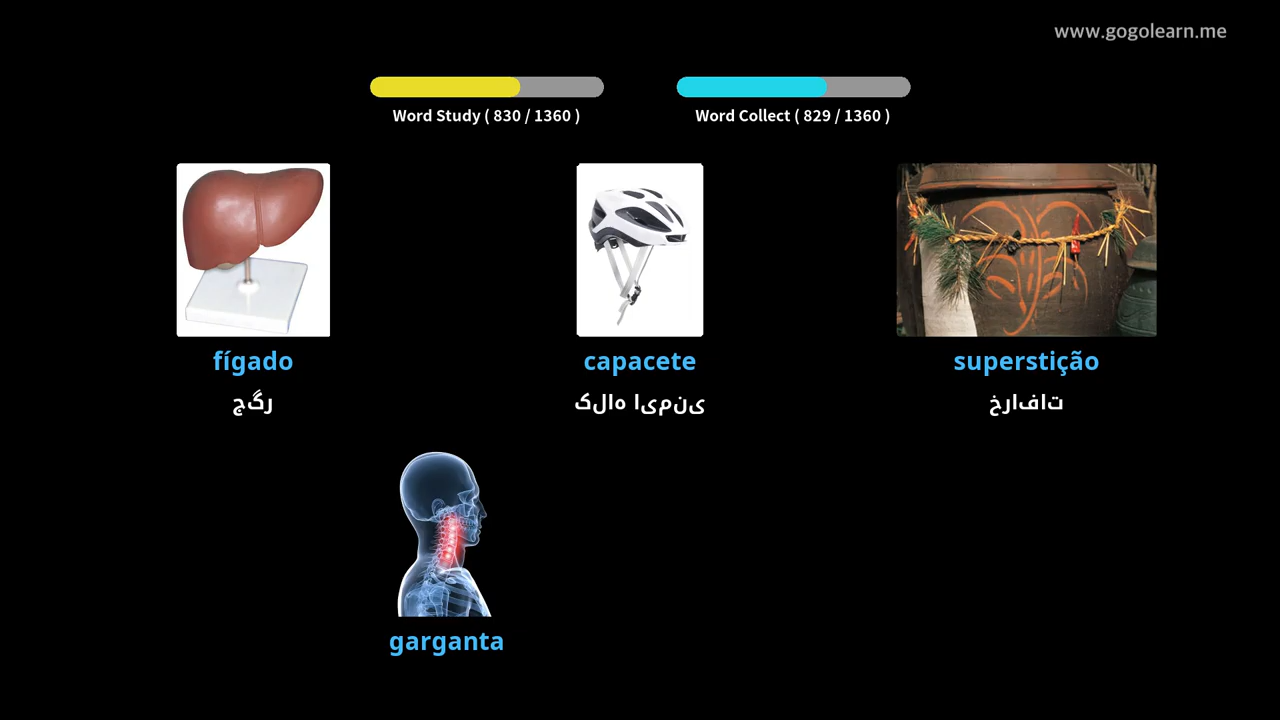 www.gogolearn.me
Word Study ( 830 / 1360 )
Word Collect ( 829 / 1360 )
fígado
capacete
superstição
جگر
کلاه ایمنی
خرافات
garganta